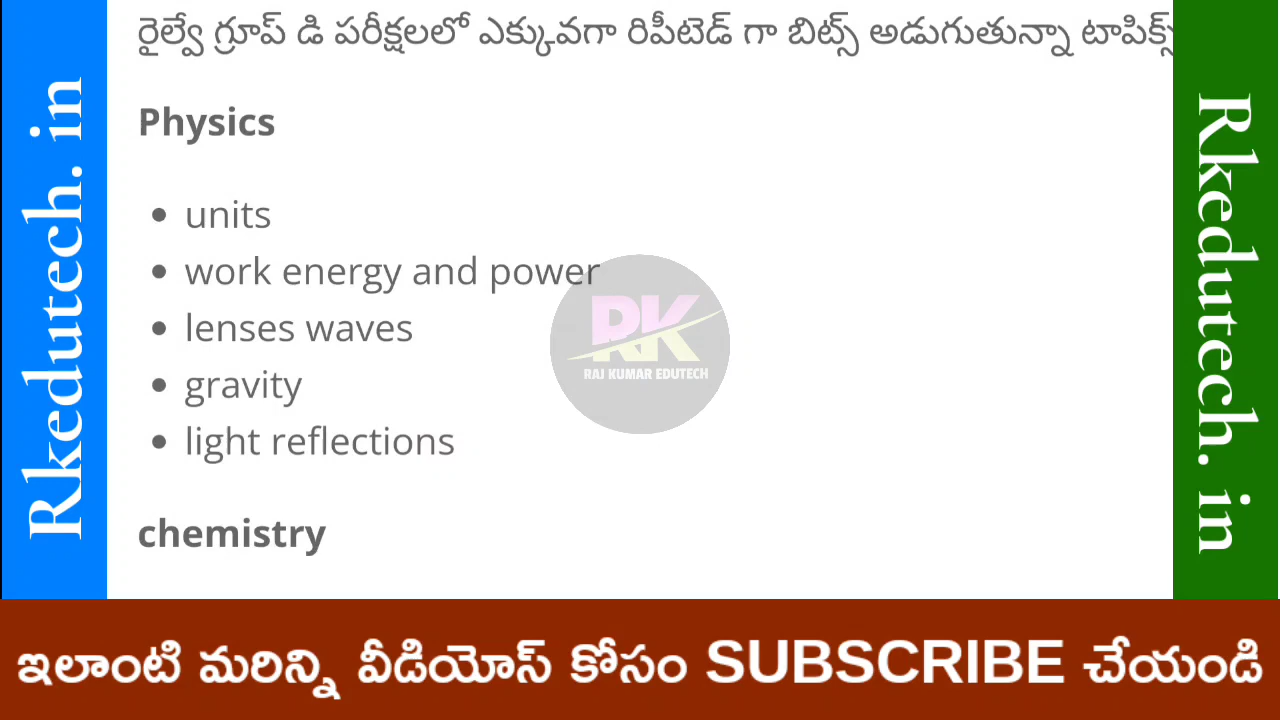 రైల్వే గ్రూప్ డి పరీక్షలలో ఎక్కువగా రిపీటెడ్ గా బిట్స్ అడుగుతున్నా టాపిక్స్
Physics
units
work energy and power
lenses waves
gravity
light reflections
chemistry
Rkedutech. in
RK
RAJ KUMAR EDUTECH
Rkedutech. in
ఇలాంటి మరిన్ని వీడియోస్ కోసం SUBSCRIBE చేయండి